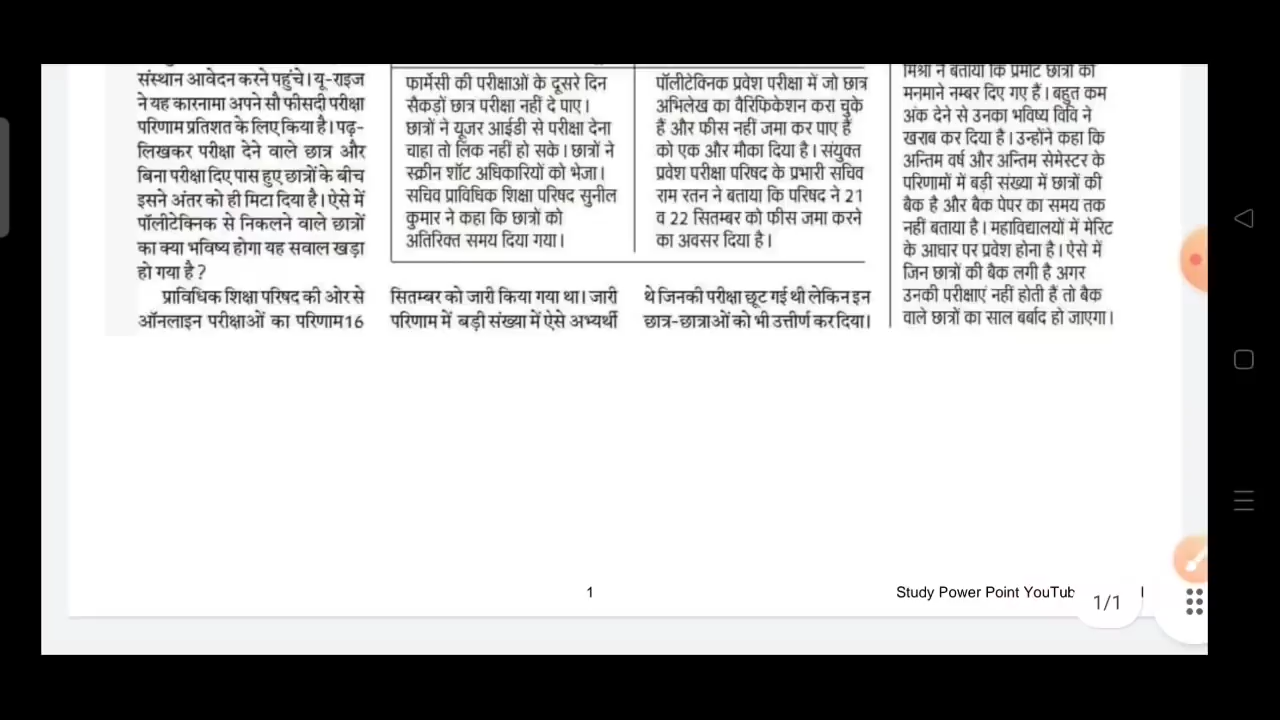 संस्थान आवेदन करने पहुंचे। यू-राइज
ने यह कारनामा अपने सौ फीसदी परीक्षा
परिणाम प्रतिशत के लिए किया है। पढ़-
लिखकर परीक्षा देने वाले छात्र और
बिना परीक्षा दिए पास हुए छात्रों के बीच
इसने अंतर को ही मिटा दिया है। ऐसे में
पॉलीटेक्निक से निकलने वाले छात्रों
का क्या भविष्य होगा यह सवाल खड़ा
हो गया है?
प्राविधिक शिक्षा परिषद की ओर से
ऑनलाइन परीक्षाओं का परिणाम16
फार्मेसी की परीक्षाओं के दूसरे दिन
सैकड़ों छात्र परीक्षा नहीं दे पाए।
छात्रों ने यूजर आईडी से परीक्षा देना
चाहा तो लिक नहीं हो सके। छात्रों ने
स्क्रीन शॉट अधिकारियों को भेजा।
सचिव प्राविधिक शिक्षा परिषद सुनील
कुमार ने कहा कि छात्रों को
अतिरिक्त समय दिया गया।
पॉलीटेक्निक प्रवेश परीक्षा में जो छात्र
अभिलेख का वैरिफिकेशन करा चुके
हैं और फीस नहीं जमा कर पाए हैं
को एक और मौका दिया है। संयुक्त
प्रवेश परीक्षा परिषद के प्रभारी सचिव
राम रतन ने बताया कि परिषद ने 21
व 22 सितम्बर को फीस जमा करने
का अवसर दिया है।
सितम्बर को जारी किया गया था। जारी
परिणाम में बड़ी संख्या में ऐसे अभ्यर्थी
थे जिनकी परीक्षा छूट गई थी लेकिन इन
छात्र-छात्राओं को भी उत्तीर्ण कर दिया।
मिश्रा ने बताया कि प्रमोट छात्रों को
मनमाने नम्बर दिए गए हैं। बहुत कम
अंक देने से उनका भविष्य विवि ने
खराब कर दिया है। उन्होंने कहा कि
अन्तिम वर्ष और अन्तिम सेमेस्टर के
परिणामों में बड़ी संख्या में छात्रों की
बैक है और बैक पेपर का समय तक
नहीं बताया है। महाविद्यालयों में मेरिट
के आधार पर प्रवेश होना है। ऐसे में
जिन छात्रों की बैक लगी है अगर
उनकी परीक्षाएं नहीं होती हैं तो बैक
वाले छात्रों का साल बर्बाद हो जाएगा।
1
Study Power Point YouTub
1/1